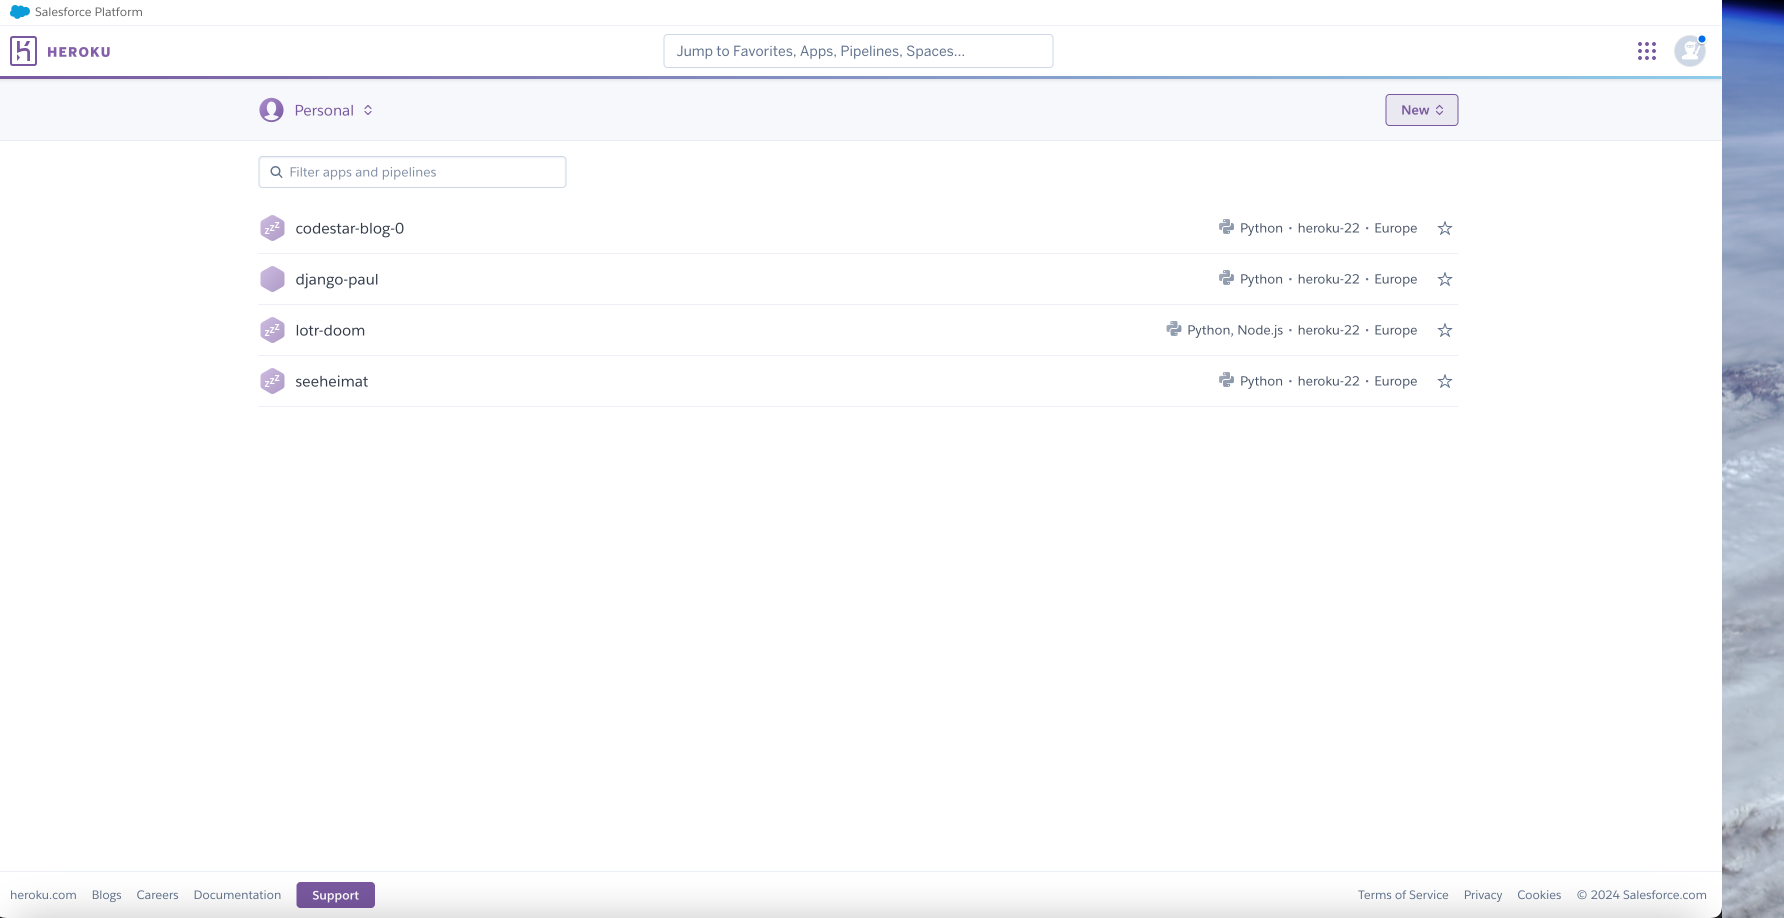 Salesforce Platform
HEROKU
Jump to Favorites, Apps, Pipelines, Spaces...
Personal
New
Filter apps and pipelines
codestar-blog-0 Python · heroku-22 · Europe
django-paul Python · heroku-22 · Europe
lotr-doom Python, Node.js · heroku-22 · Europe
seeheimat Python · heroku-22 · Europe
heroku.com Blogs Careers Documentation Support Terms of Service Privacy Cookies © 2024 Salesforce.com